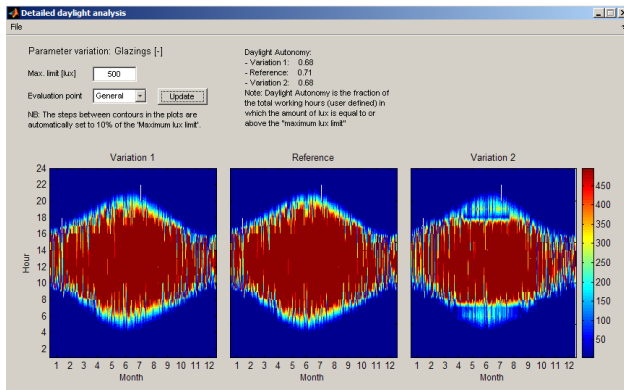 Detailed daylight analysis
File
Parameter variation: Glazings [-]
Max. limit [lux]
500
Evaluation point
General
Update
NB: The steps between contours in the plots are
automatically set to 10% of the 'Maximum lux limit'.
Daylight Autonomy:
- Variation 1: 0.68
- Reference: 0.71
- Variation 2: 0.68
Note: Daylight Autonomy is the fraction of
the total working hours (user defined) in
which the amount of lux is equal to or
above the "maximum lux limit"
Variation 1
Reference
Variation 2
24
22
20
18
16
14
12
10
8
6
4
2
Hour
1 2 3 4 5 6 7 8 9 10 11 12
Month
1 2 3 4 5 6 7 8 9 10 11 12
Month
1 2 3 4 5 6 7 8 9 10 11 12
Month
450
400
350
300
250
200
150
100
50